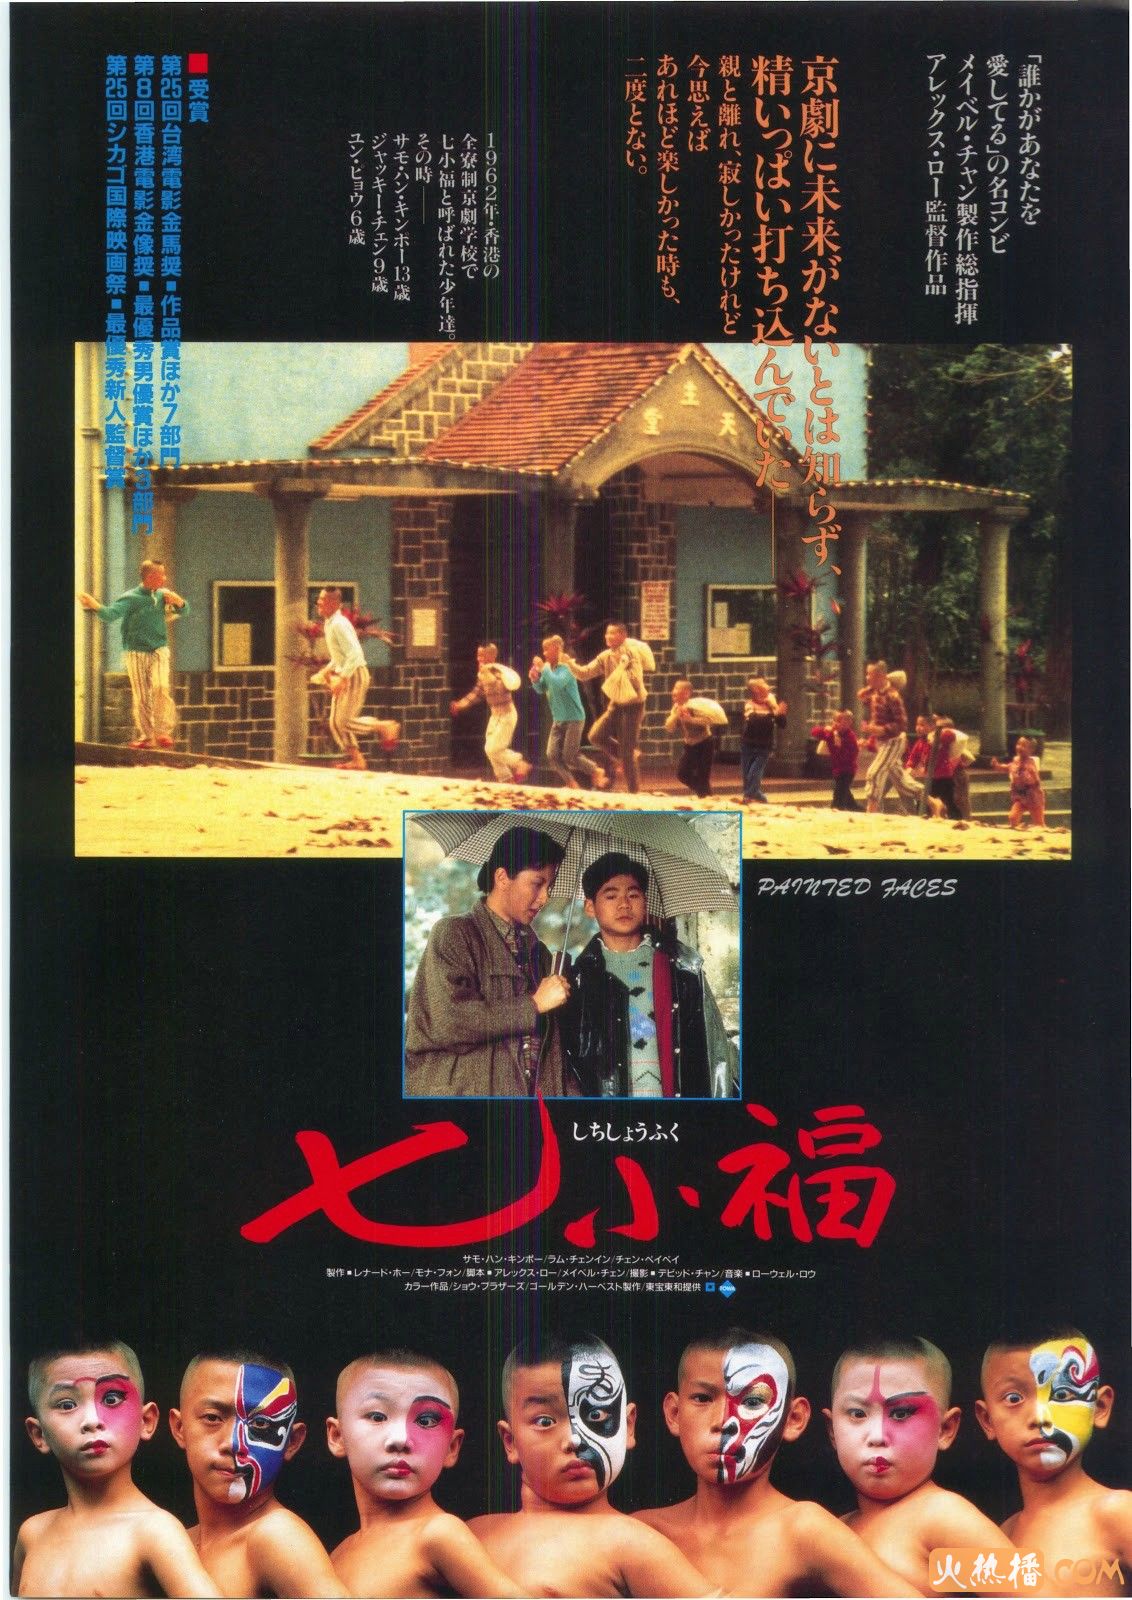 「誰かがあなたを
愛してる」の名コンビ
メイベル・チャン製作総指揮
アレックス・ロー監督作品
京劇に未来がないとは知らず、
精いっぱい打ち込んでいた――
親と離れ、寂しかったけれど
今思えば
あれほど楽しかった時も、
二度とない。
1962年・香港の
全寮制京劇学校で
七小福と呼ばれた少年達。
その時――
サモ・ハン・キンポー13歳
ジャッキー・チェン9歳
ユン・ピョウ6歳
■受賞
第25回台湾電影金馬奨■作品賞ほか7部門
第8回香港電影金像奨■最優秀男優賞ほか3部門
第25回シカゴ国際映画祭■最優秀新人監督賞
天主
堂
PAINTED FACES
しちしょうふく
七小福
サモ・ハン・キンポー/ラム・チェンイン/チェン・ペイペイ
製作■レナード・ホー/モナ・フォン/脚本■アレックス・ロー/メイベル・チェン/撮影■デビッド・チャン/音楽■ローウェル・ロウ
カラー作品/ショウ・ブラザーズ/ゴールデン・ハーベスト製作/東宝東和提供
TOWA
火热播.COM